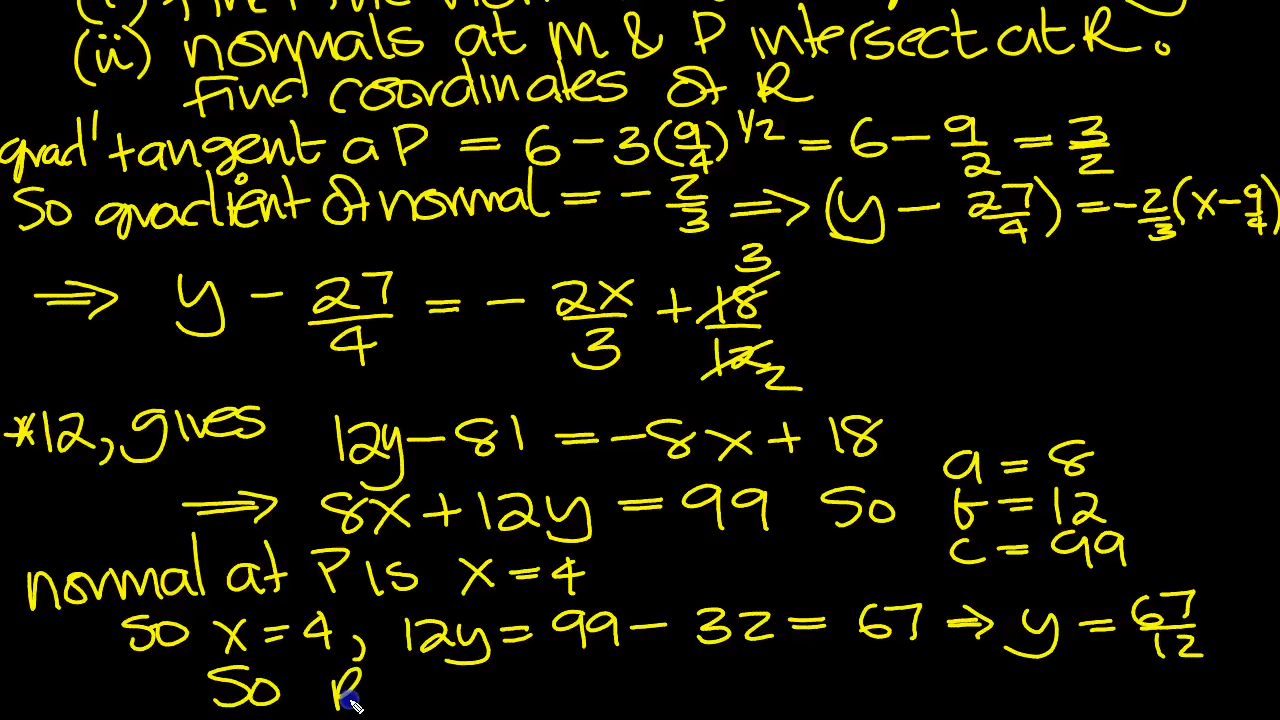 (ii) normals at M & P intersect at R.
find coordinates of R
grad' tangent a P = 6 - 3(9/4)^1/2 = 6 - 9/2 = 3/2
So gradient of normal = - 2/3 ⟹ (y - 27/4) = -2/3(x - 9/4)
⟹ y - 27/4 = - 2x/3 + 18/12 3 2
*12, gives 12y - 81 = -8x + 18
⟹ 8x + 12y = 99 So
a = 8
b = 12
c = 99
normal at P is x = 4
So x = 4, 12y = 99 - 32 = 67 ⟹ y = 67/12
So R